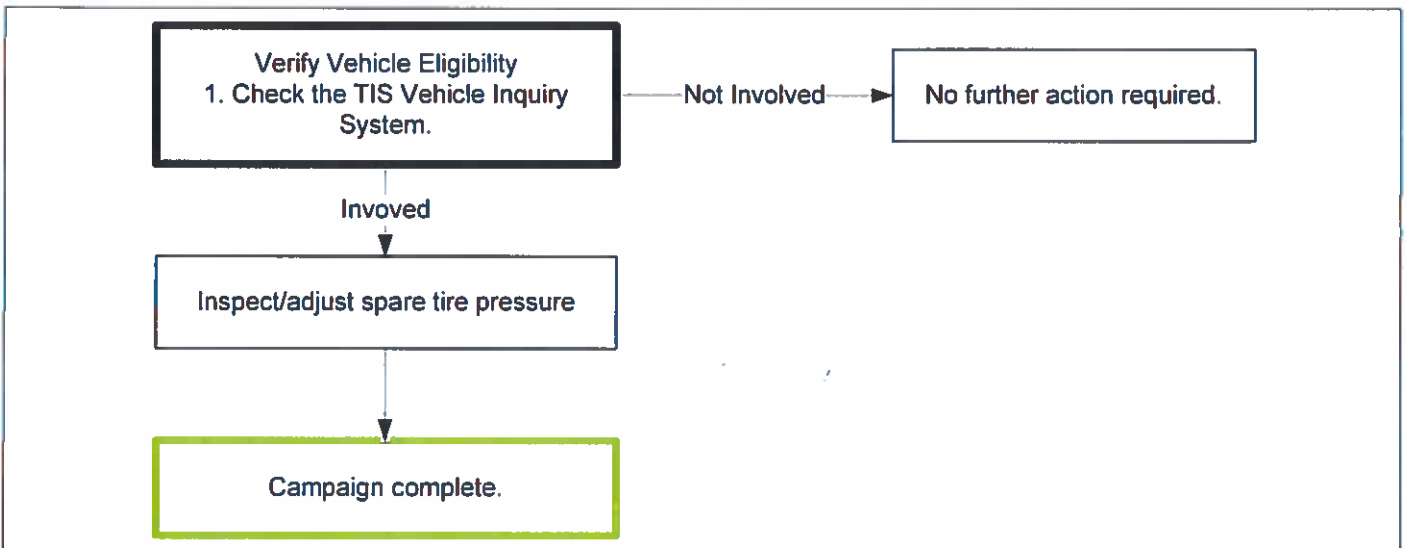 Verify Vehicle Eligibility
1. Check the TIS Vehicle Inquiry
System.
Not Involved
No further action required.
Invoved
Inspect/adjust spare tire pressure
Campaign complete.